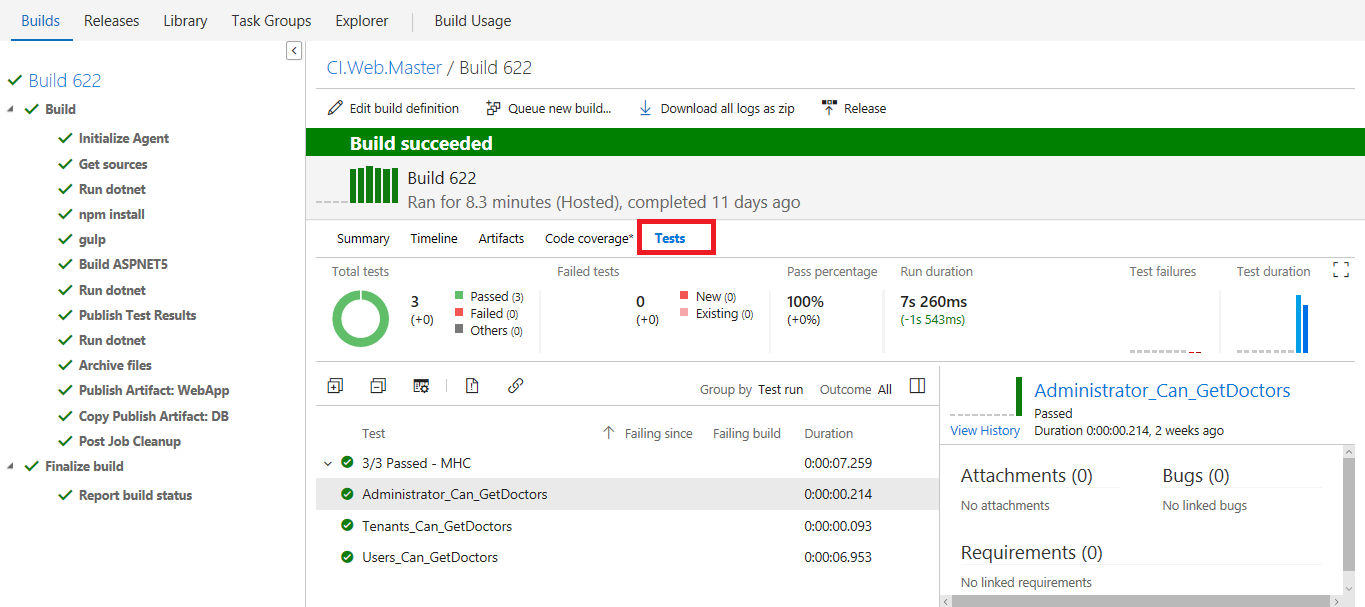 Builds Releases Library Task Groups Explorer Build Usage
Build 622
Build
Initialize Agent
Get sources
Run dotnet
npm install
gulp
Build ASPNET5
Run dotnet
Publish Test Results
Run dotnet
Archive files
Publish Artifact: WebApp
Copy Publish Artifact: DB
Post Job Cleanup
Finalize build
Report build status
CI.Web.Master / Build 622
Edit build definition Queue new build... Download all logs as zip Release
Build succeeded
Build 622
Ran for 8.3 minutes (Hosted), completed 11 days ago
Summary Timeline Artifacts Code coverage* Tests
Total tests Failed tests Pass percentage Run duration Test failures Test duration
3
(+0)
Passed (3)
Failed (0)
Others (0)
0
(+0)
New (0)
Existing (0)
100%
(+0%)
7s 260ms
(-1s 543ms)
Group by Test run Outcome All
Test Failing since Failing build Duration
3/3 Passed - MHC 0:00:07.259
Administrator_Can_GetDoctors 0:00:00.214
Tenants_Can_GetDoctors 0:00:00.093
Users_Can_GetDoctors 0:00:06.953
Administrator_Can_GetDoctors
Passed
View History Duration 0:00:00.214, 2 weeks ago
Attachments (0) Bugs (0)
No attachments No linked bugs
Requirements (0)
No linked requirements